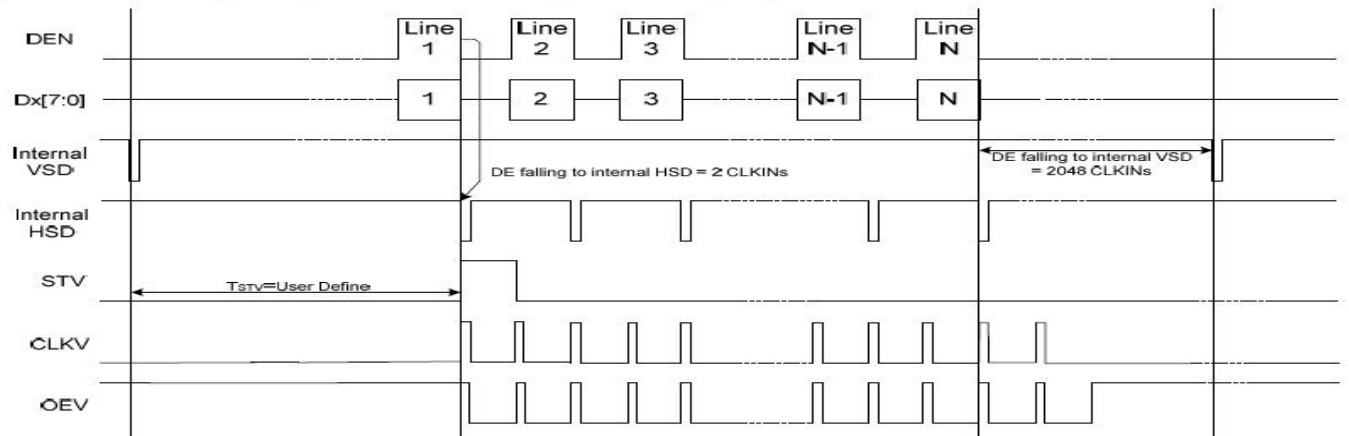 DEN
Line 1
Line 2
Line 3
Line N-1
Line N
Dx[7:0]
1
2
3
N-1
N
Internal
VSD
DE falling to internal HSD = 2 CLKINs
DE falling to internal VSD
= 2048 CLKINs
Internal
HSD
STV
TSTV=User Define
CLKV
OEV